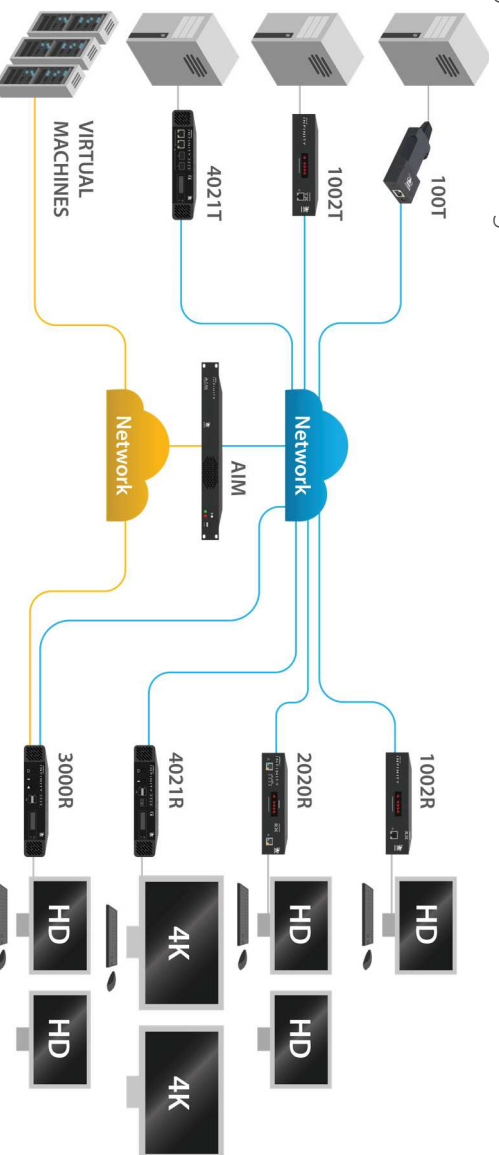 100T
1002T
4021T
VIRTUAL
MACHINES
Network
AIM
Network
1002R
2020R
4021R
3000R
HD
HD
HD
4K
4K
HD
HD